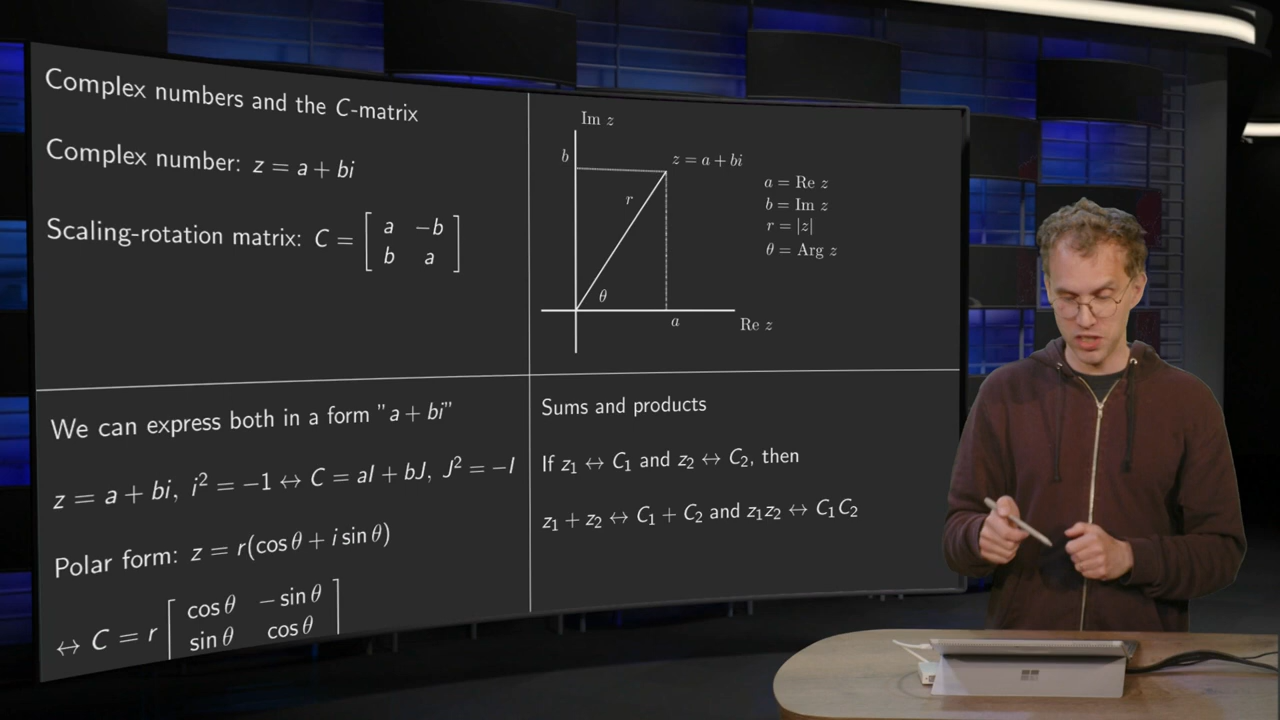 Complex numbers and the C-matrix
Complex number: z = a + bi
Scaling-rotation matrix: C = [ a −b
b a ]
Im z
b
z = a + bi
r
θ
a
Re z
a = Re z
b = Im z
r = |z|
θ = Arg z
We can express both in a form "a + bi"
z = a + bi, i² = −1 ↔ C = aI + bJ, J² = −I
Polar form: z = r(cos θ + i sin θ)
↔ C = r [ cos θ − sin θ
sin θ cos θ ]
Sums and products
If z₁ ↔ C₁ and z₂ ↔ C₂, then
z₁ + z₂ ↔ C₁ + C₂ and z₁z₂ ↔ C₁C₂